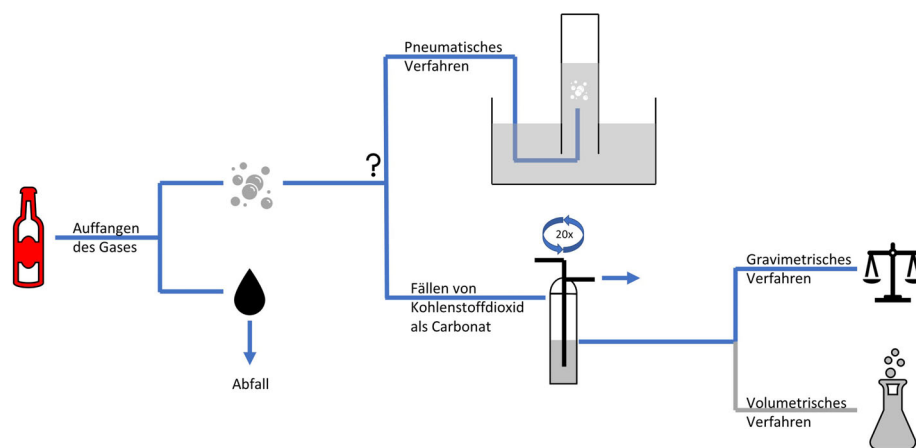 Pneumatisches
Verfahren
?
Auffangen
des Gases
20x
Gravimetrisches
Verfahren
Fällen von
Kohlenstoffdioxid
als Carbonat
Abfall
Volumetrisches
Verfahren